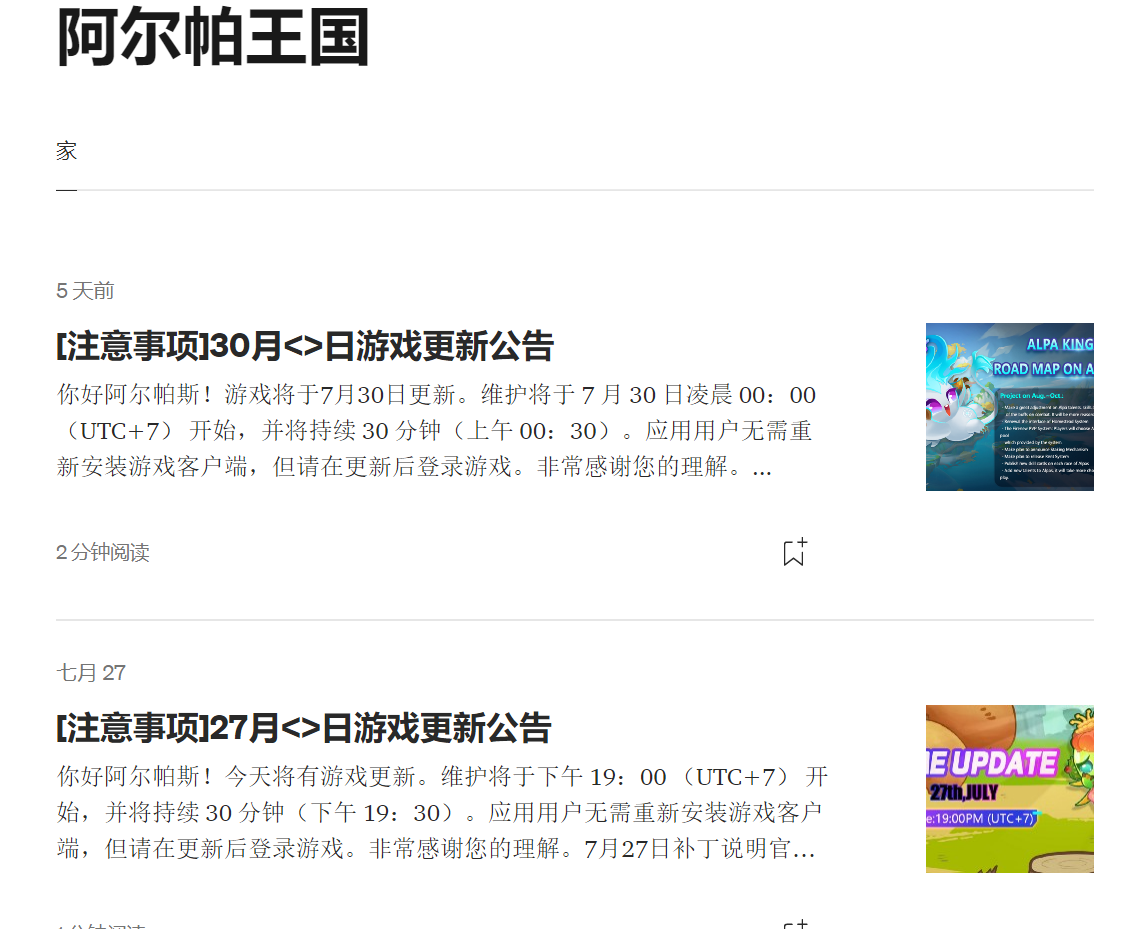 阿尔帕王国
家
5 天前
[注意事项]30月<>日游戏更新公告
你好阿尔帕斯！游戏将于7月30日更新。维护将于 7 月 30 日凌晨 00：00
（UTC+7） 开始，并将持续 30 分钟（上午 00：30）。应用用户无需重
新安装游戏客户端，但请在更新后登录游戏。非常感谢您的理解。...
ALPA KING
ROAD MAP ON A
Project on Aug.~Oct.:
2 分钟阅读
七月 27
[注意事项]27月<>日游戏更新公告
你好阿尔帕斯！今天将有游戏更新。维护将于下午 19：00 （UTC+7） 开
始，并将持续 30 分钟（下午 19：30）。应用用户无需重新安装游戏客户
端，但请在更新后登录游戏。非常感谢您的理解。7月27日补丁说明官...
E UPDATE
27th,JULY
e:19:00PM (UTC+7)